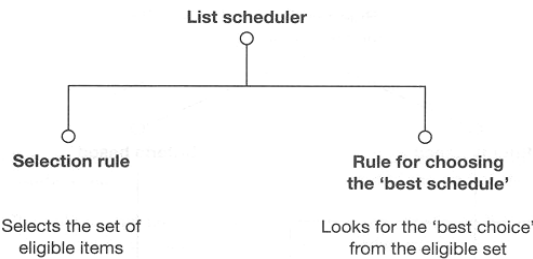 List scheduler
Selection rule
Selects the set of
eligible items
Rule for choosing
the ‘best schedule’
Looks for the ‘best choice’
from the eligible set